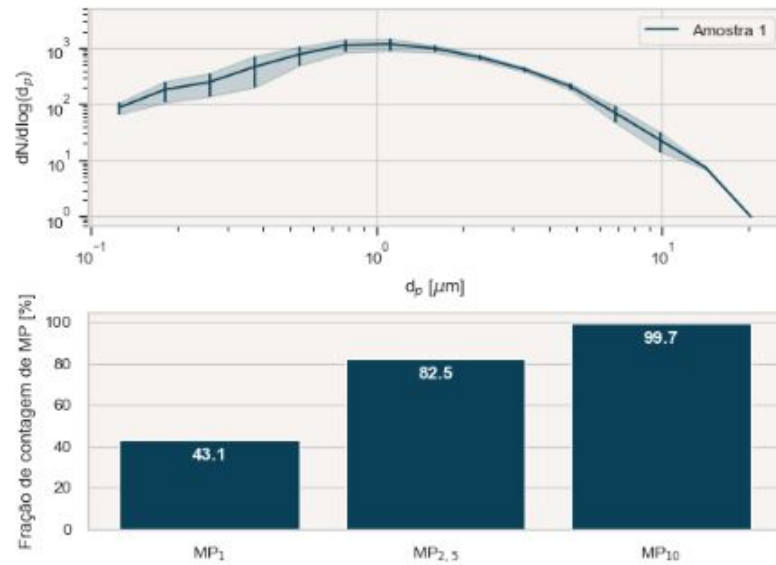 Amostra 1
dN/dlog(dₚ)
10³
10²
10¹
10⁰
10⁻¹ 10⁰ 10¹
dₚ [μm]
Fração de contagem de MP [%]
100
80
60
40
20
0
43.1 82.5 99.7
MP₁ MP₂,₅ MP₁₀